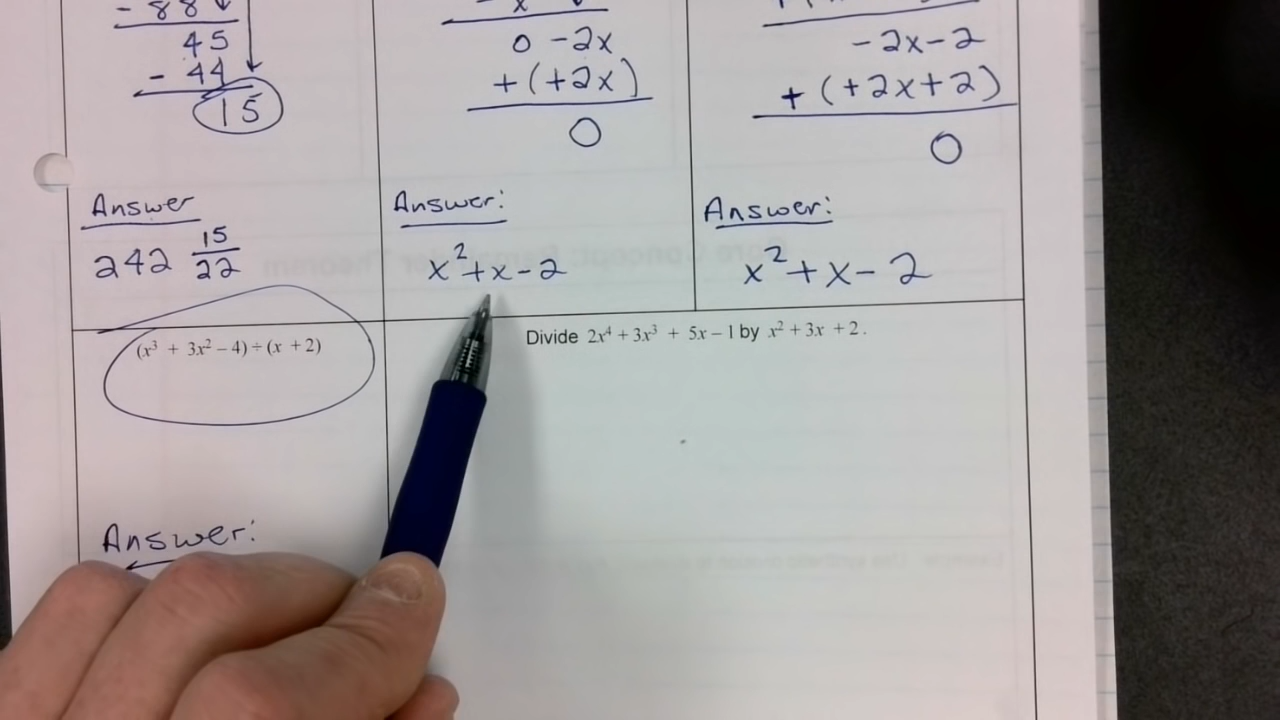 - 88
45
- 44
15
Answer
242 15/22
- x
0 - 2x
+ (+2x)
0
Answer:
x² + x - 2
-2x - 2
+ (+2x + 2)
0
Answer:
x² + x - 2
(x³ + 3x² – 4) ÷ (x + 2)
Answer:
Divide 2x⁴ + 3x³ + 5x – 1 by x² + 3x + 2.